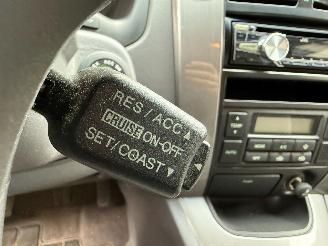 RES/ACC▲
CRUISE ON-OFF
SET/COAST▼